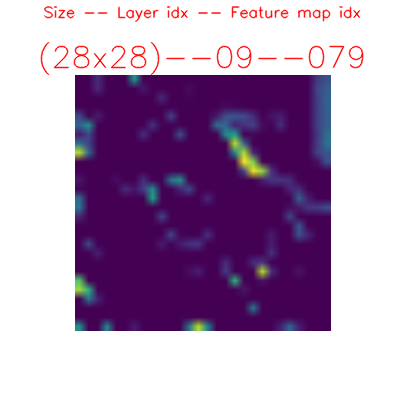 Size -- Layer idx -- Feature map idx
(28x28)--09--079